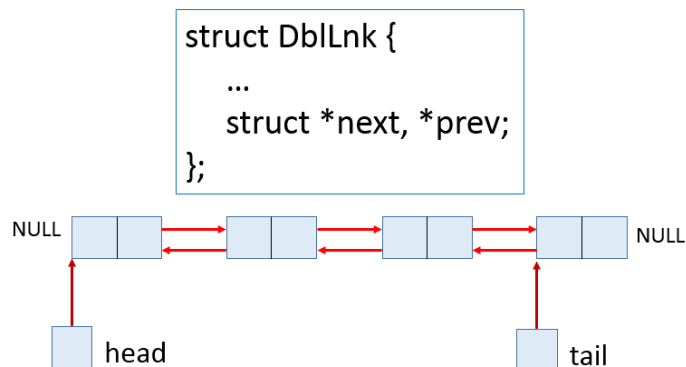 struct DblLnk {
...
struct *next, *prev;
};
NULL
NULL
head
tail